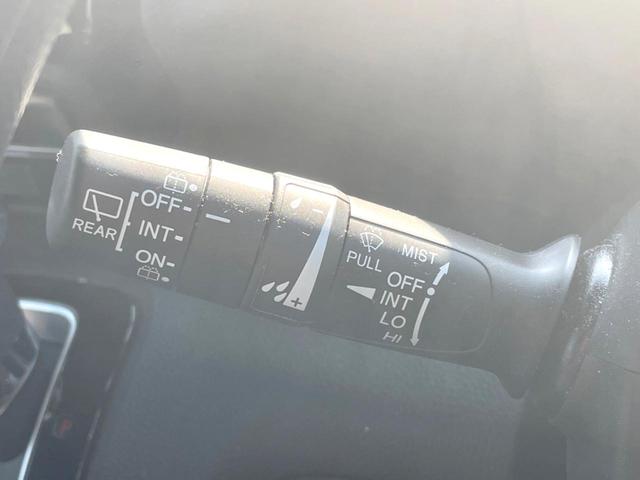 REAR
OFF
INT
ON
- 
+
PULL
MIST
OFF
INT
LO
HI